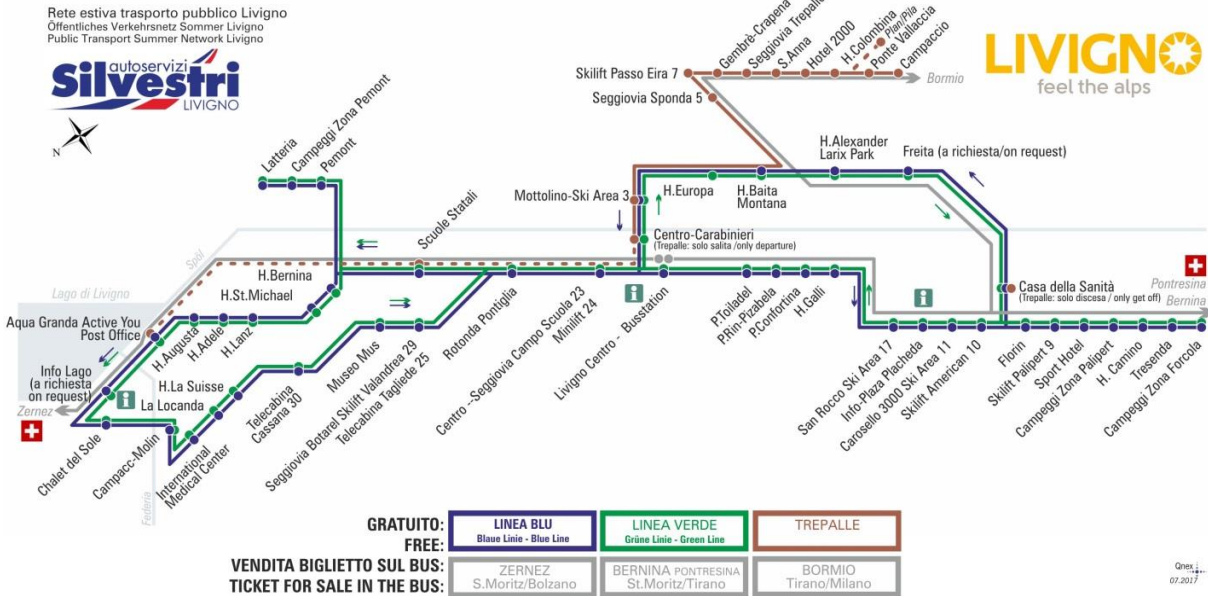 Rete estiva trasporto pubblico Livigno
Öffentliches Verkehrsnetz Sommer Livigno
Public Transport Summer Network Livigno
autoservizi
Silvestri
LIVIGNO
N
LIVIGNO
feel the alps
Skilift Passo Eira 7
Seggiovia Sponda 5
Gembrè-Crapena
Seggiovia Trepalle
S.Anna
Hotel 2000
H.Colombina
Plan/Pila
Ponte Vallaccia
Campaccio
Bormio
Latteria
Campeggi Zona Pemont
Pemont
Mottolino-Ski Area 3
H.Europa
H.Baita
Montana
H.Alexander
Larix Park
Freita (a richiesta/on request)
Scuole Statali
Centro-Carabinieri
(Trepalle: solo salita /only departure)
Spöl
Lago di Livigno
H.Bernina
H.St.Michael
Aqua Granda Active You
Post Office
H.Augusta
H.Adele
H.Lanz
Info Lago
(a richiesta
on request)
Zernez
H.La Suisse
La Locanda
Chalet del Sole
Campacc-Molin
Federia
International
Medical Center
Telecabina
Cassana 30
Museo Mus
Seggiovia Botarel Skilift Valandrea 29
Telecabina Tagliede 25
Rotonda Pontiglia
Centro --Seggiovia Campo Scuola 23
Minilift 24
Livigno Centro - Busstation
P.Toiladel
P.Rin-Pizabela
P.Confortina
H.Galli
Casa della Sanità
(Trepalle: solo discesa / only get off)
Pontresina
Bernina
San Rocco Ski Area 17
Info-Plaza Placheda
Carosello 3000 Ski Area 11
Skilift American 10
Florin
Skilift Palipert 9
Sport Hotel
Campeggi Zona Palipert
H. Camino
Tresenda
Campeggi Zona Forcola
GRATUITO:
FREE:
LINEA BLU
Blaue Linie - Blue Line
LINEA VERDE
Grüne Linie - Green Line
TREPALLE
VENDITA BIGLIETTO SUL BUS:
TICKET FOR SALE IN THE BUS:
ZERNEZ
S.Moritz/Bolzano
BERNINA PONTRESINA
St.Moritz/Tirano
BORMIO
Tirano/Milano
Qnex
07.2017